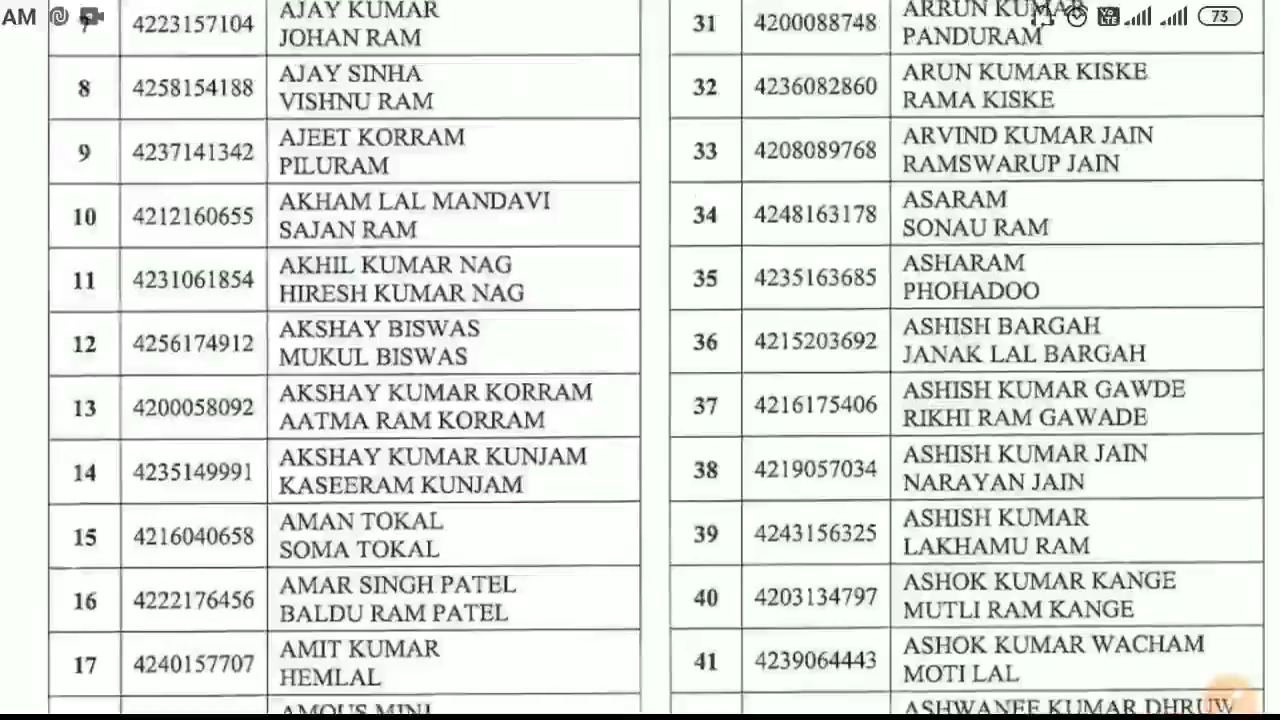 AM
73
7 4223157104 AJAY KUMAR
JOHAN RAM
8 4258154188 AJAY SINHA
VISHNU RAM
9 4237141342 AJEET KORRAM
PILURAM
10 4212160655 AKHAM LAL MANDAVI
SAJAN RAM
11 4231061854 AKHIL KUMAR NAG
HIRESH KUMAR NAG
12 4256174912 AKSHAY BISWAS
MUKUL BISWAS
13 4200058092 AKSHAY KUMAR KORRAM
AATMA RAM KORRAM
14 4235149991 AKSHAY KUMAR KUNJAM
KASEERAM KUNJAM
15 4216040658 AMAN TOKAL
SOMA TOKAL
16 4222176456 AMAR SINGH PATEL
BALDU RAM PATEL
17 4240157707 AMIT KUMAR
HEMLAL
31 4200088748 ARRUN KUMAR
PANDURAM
32 4236082860 ARUN KUMAR KISKE
RAMA KISKE
33 4208089768 ARVIND KUMAR JAIN
RAMSWARUP JAIN
34 4248163178 ASARAM
SONAU RAM
35 4235163685 ASHARAM
PHOHADOO
36 4215203692 ASHISH BARGAH
JANAK LAL BARGAH
37 4216175406 ASHISH KUMAR GAWDE
RIKHI RAM GAWADE
38 4219057034 ASHISH KUMAR JAIN
NARAYAN JAIN
39 4243156325 ASHISH KUMAR
LAKHAMU RAM
40 4203134797 ASHOK KUMAR KANGE
MUTLI RAM KANGE
41 4239064443 ASHOK KUMAR WACHAM
MOTI LAL
ASHWANEE KUMAR DHRUW